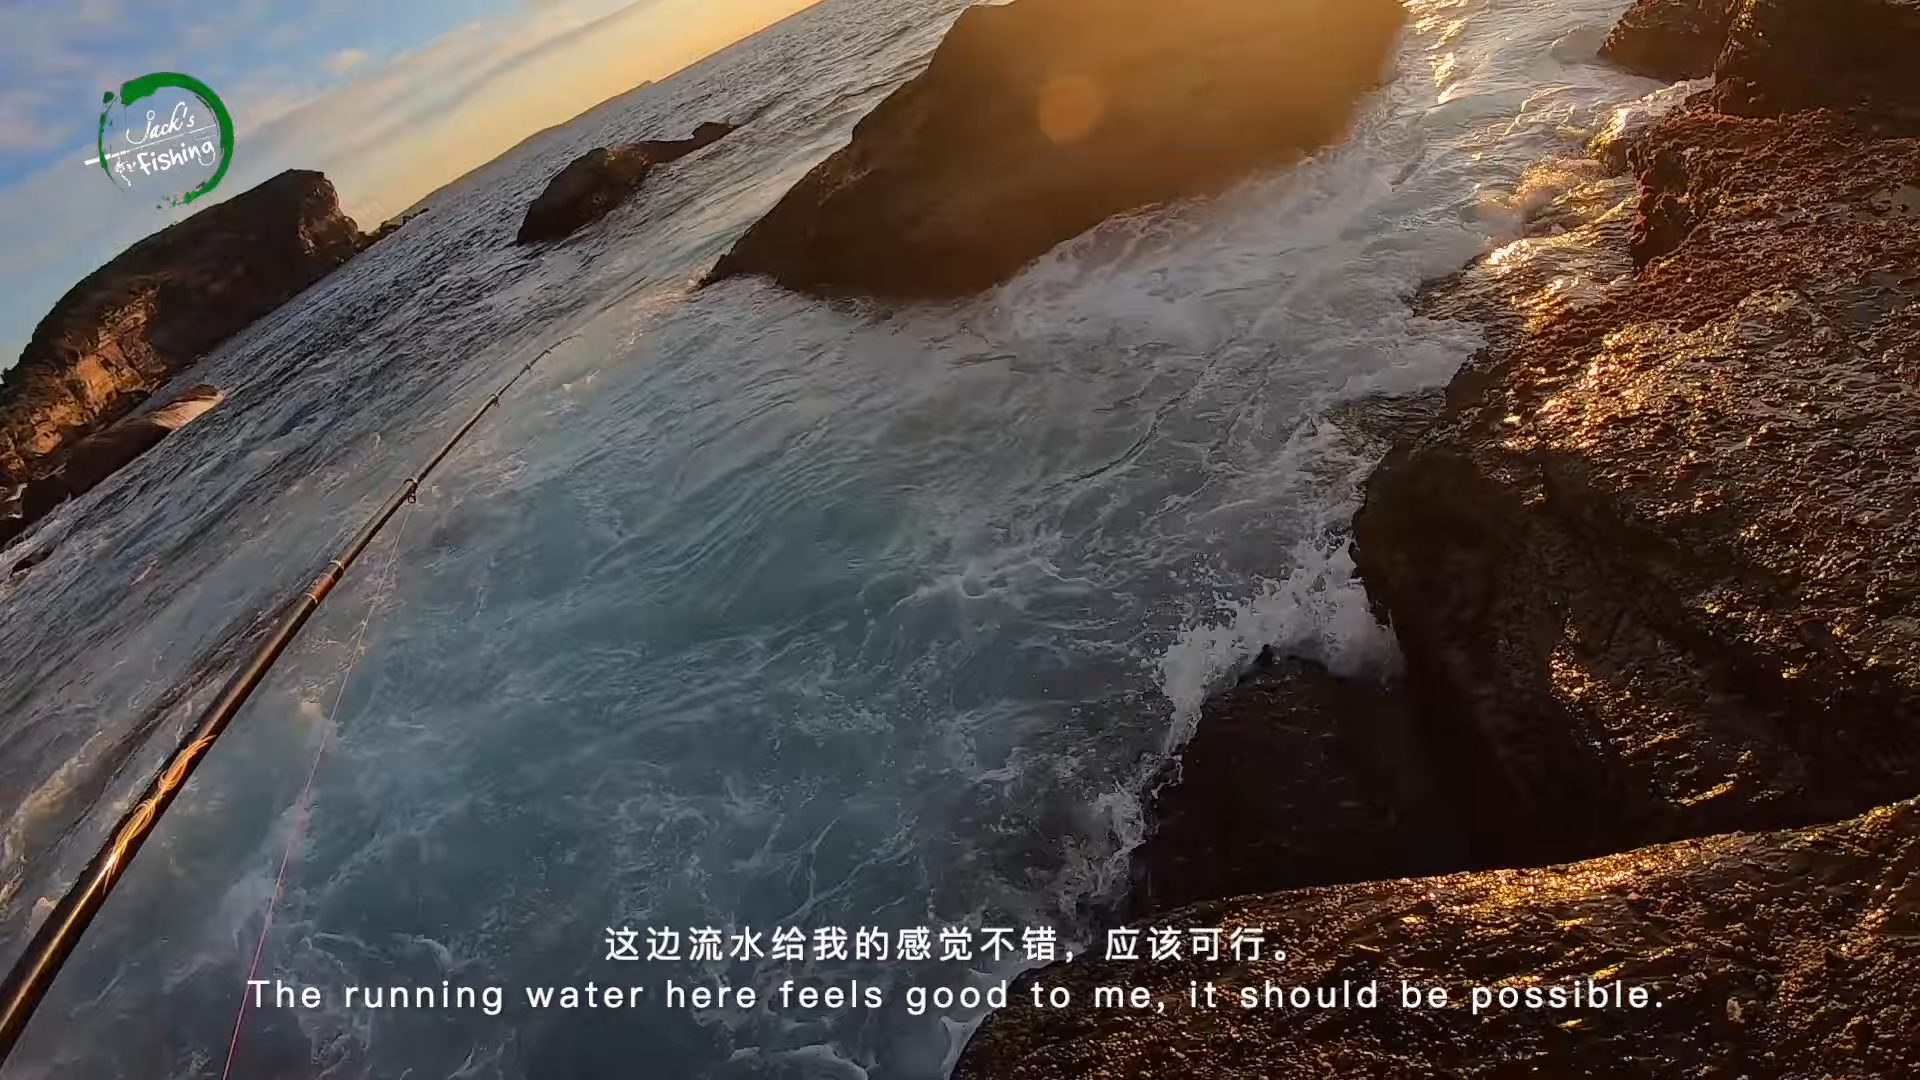 Jack's
Fishing
这边流水给我的感觉不错，应该可行。
The running water here feels good to me, it should be possible.